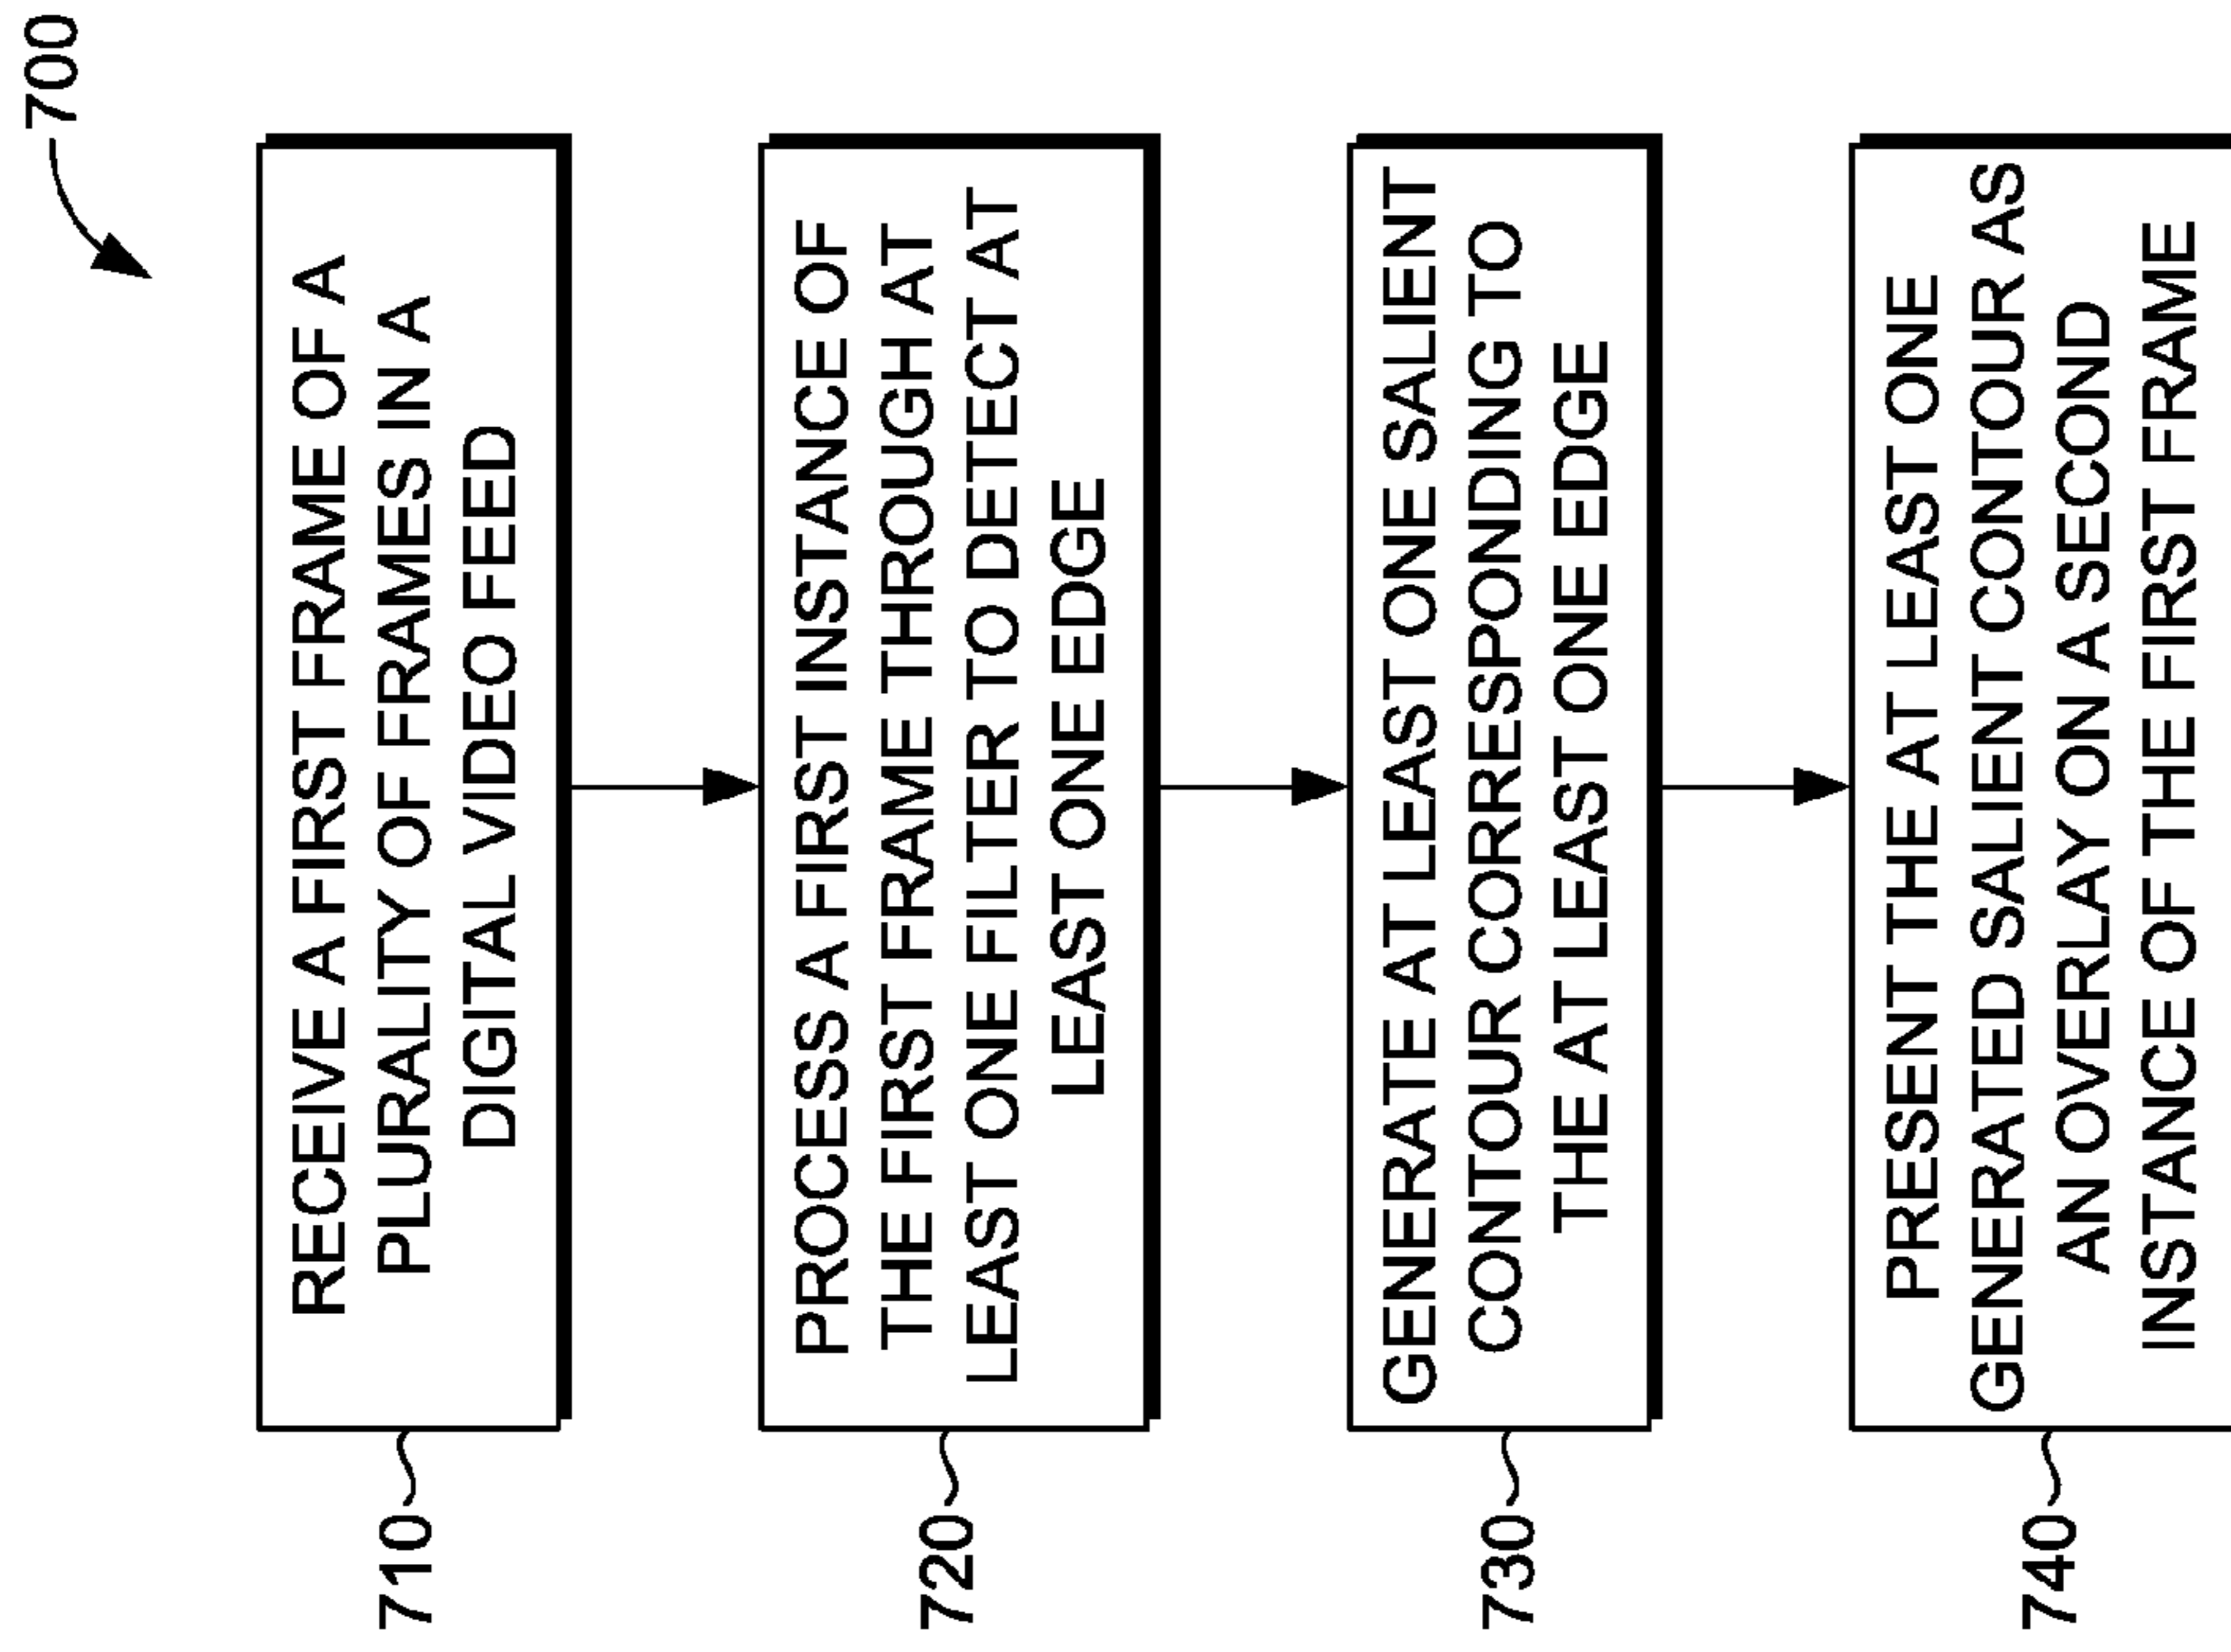 700
710
RECEIVE A FIRST FRAME OF A
PLURALITY OF FRAMES IN A
DIGITAL VIDEO FEED
720
PROCESS A FIRST INSTANCE OF
THE FIRST FRAME THROUGH AT
LEAST ONE FILTER TO DETECT AT
LEAST ONE EDGE
730
GENERATE AT LEAST ONE SALIENT
CONTOUR CORRESPONDING TO
THE AT LEAST ONE EDGE
740
PRESENT THE AT LEAST ONE
GENERATED SALIENT CONTOUR AS
AN OVERLAY ON A SECOND
INSTANCE OF THE FIRST FRAME